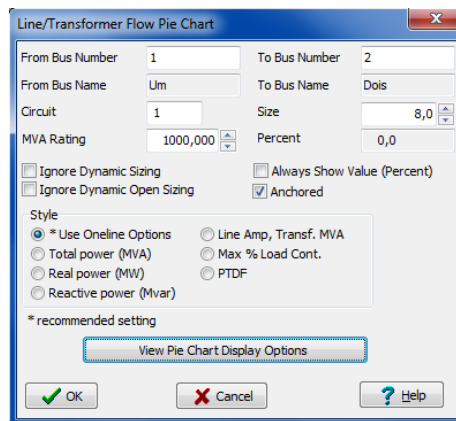 Line/Transformer Flow Pie Chart
From Bus Number 1 To Bus Number 2
From Bus Name Um To Bus Name Dois
Circuit 1 Size 8,0
MVA Rating 1000,000 Percent 0,0
Ignore Dynamic Sizing Always Show Value (Percent)
Ignore Dynamic Open Sizing Anchored
Style
* Use Oneline Options Line Amp, Transf. MVA
Total power (MVA) Max % Load Cont.
Real power (MW) PTDF
Reactive power (Mvar)
* recommended setting
View Pie Chart Display Options
OK Cancel Help